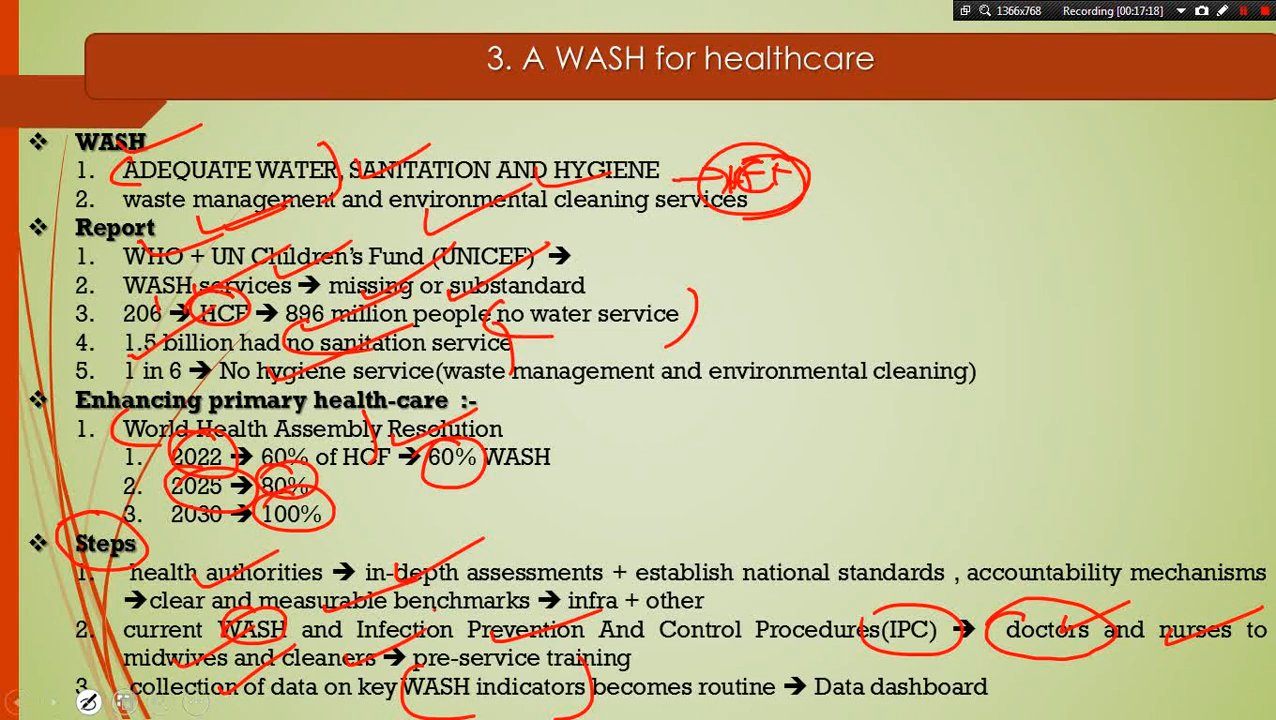 1366x768 Recording [00:17:18]
3. A WASH for healthcare
❖ WASH
1. ADEQUATE WATER, SANITATION AND HYGIENE
2. waste management and environmental cleaning services
❖ Report
1. WHO + UN Children's Fund (UNICEF) ➔
2. WASH services ➔ missing or substandard
3. 206 ➔ HCF ➔ 896 million people no water service
4. 1.5 billion had no sanitation service
5. 1 in 6 ➔ No hygiene service(waste management and environmental cleaning)
❖ Enhancing primary health-care :-
1. World Health Assembly Resolution
1. 2022 ➔ 60% of HCF ➔ 60% WASH
2. 2025 ➔ 80%
3. 2030 ➔ 100%
❖ Steps
1. health authorities ➔ in-depth assessments + establish national standards , accountability mechanisms
➔clear and measurable benchmarks ➔ infra + other
2. current WASH and Infection Prevention And Control Procedures(IPC) ➔ doctors and nurses to
midwives and cleaners ➔ pre-service training
3. collection of data on key WASH indicators becomes routine ➔ Data dashboard